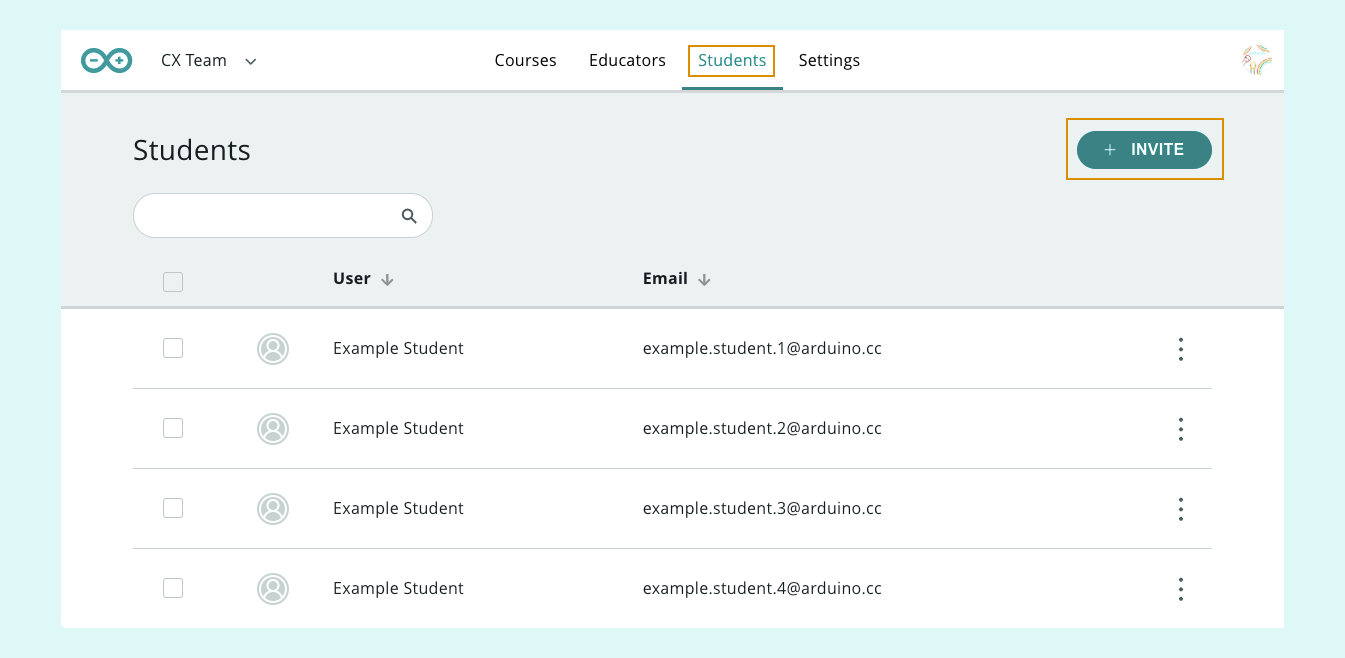 CX Team Courses Educators Students Settings
Students
+ INVITE
User Email
Example Student example.student.1@arduino.cc
Example Student example.student.2@arduino.cc
Example Student example.student.3@arduino.cc
Example Student example.student.4@arduino.cc